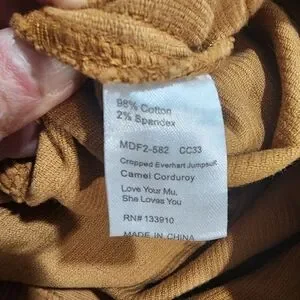 98% Cotton
2% Spandex
MDF2-582 CC33
Cropped Everhart Jumpsuit
Camel Corduroy
Love Your Mu,
She Loves You
RN# 133910
MADE IN CHINA